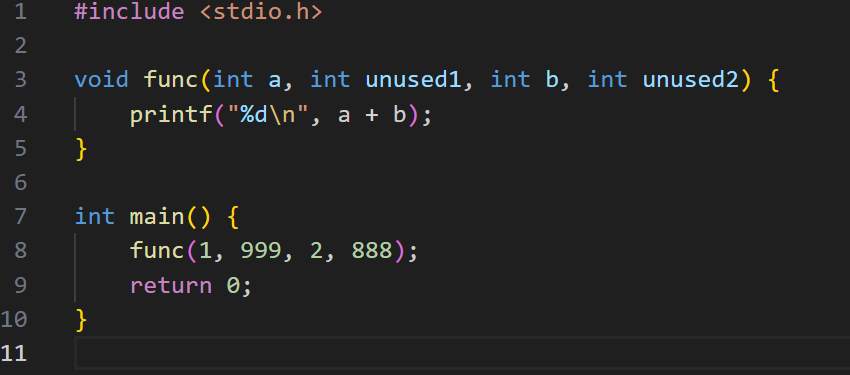 1 #include <stdio.h>
2
3 void func(int a, int unused1, int b, int unused2) {
4     printf("%d\n", a + b);
5 }
6
7 int main() {
8     func(1, 999, 2, 888);
9     return 0;
10 }
11